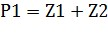 P1 = Z1 + Z2